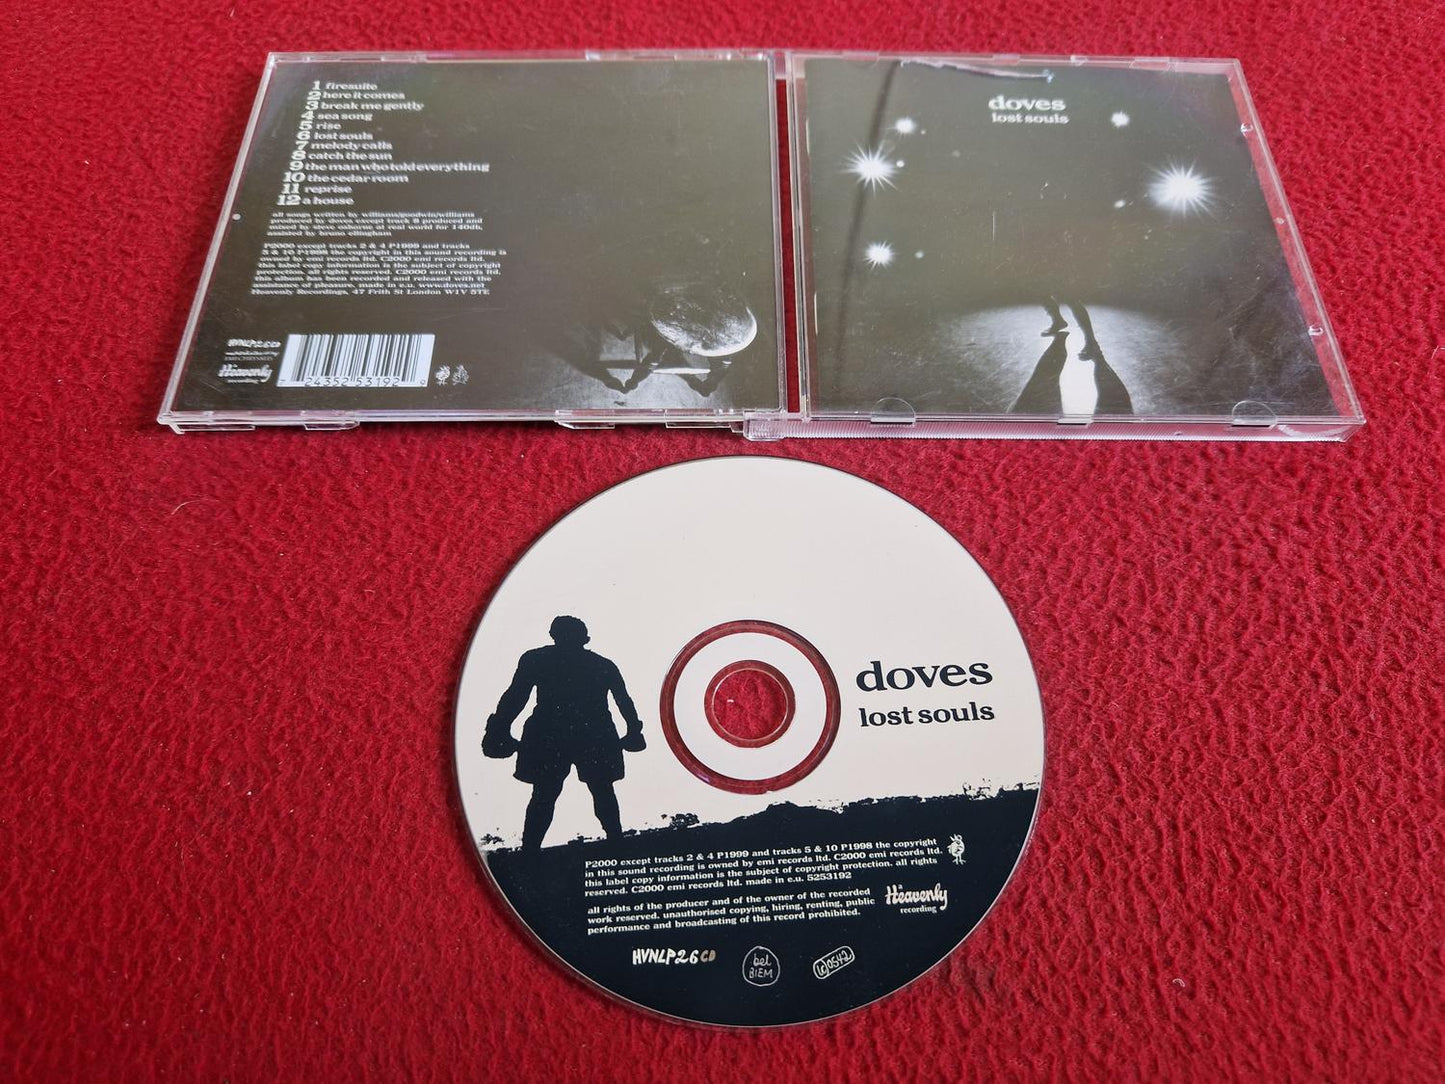 1 firesuite
2 here it comes
3 break me gently
4 sea song
5 rise
6 lost souls
7 melody calls
8 catch the sun
9 the man who told everything
10 the cedar room
11 reprise
12 a house
all songs written by williams/goodwin/williams
produced by doves except track 8 produced and
mixed by steve osborne at real world for 140db,
assisted by bruno ellingham.
P2000 except tracks 2 & 4 P1999 and tracks
5 & 10 P1998 the copyright in this sound recording is
owned by emi records ltd. C2000 emi records ltd.
this label copy information is the subject of copyright
protection. all rights reserved. C2000 emi records ltd.
this album has been recorded and released with the
assistance of pleasure. made in e.u. www.doves.net
Heavenly Recordings, 47 Frith St London W1V 5TE
HVNLP26CD
EMI CHRYSALIS
Heavenly
recording
7 24352 53192 9
doves
lost souls
doves
lost souls
P2000 except tracks 2 & 4 P1999 and tracks 5 & 10 P1998 the copyright
in this sound recording is owned by emi records ltd. C2000 emi records ltd.
this label copy information is the subject of copyright protection. all rights
reserved. C2000 emi records ltd. made in e.u. 5253192
all rights of the producer and of the owner of the recorded
work reserved. unauthorised copying, hiring, renting, public
performance and broadcasting of this record prohibited.
Heavenly
recording
HVNLP26CD
bel
BIEM
LC 0542